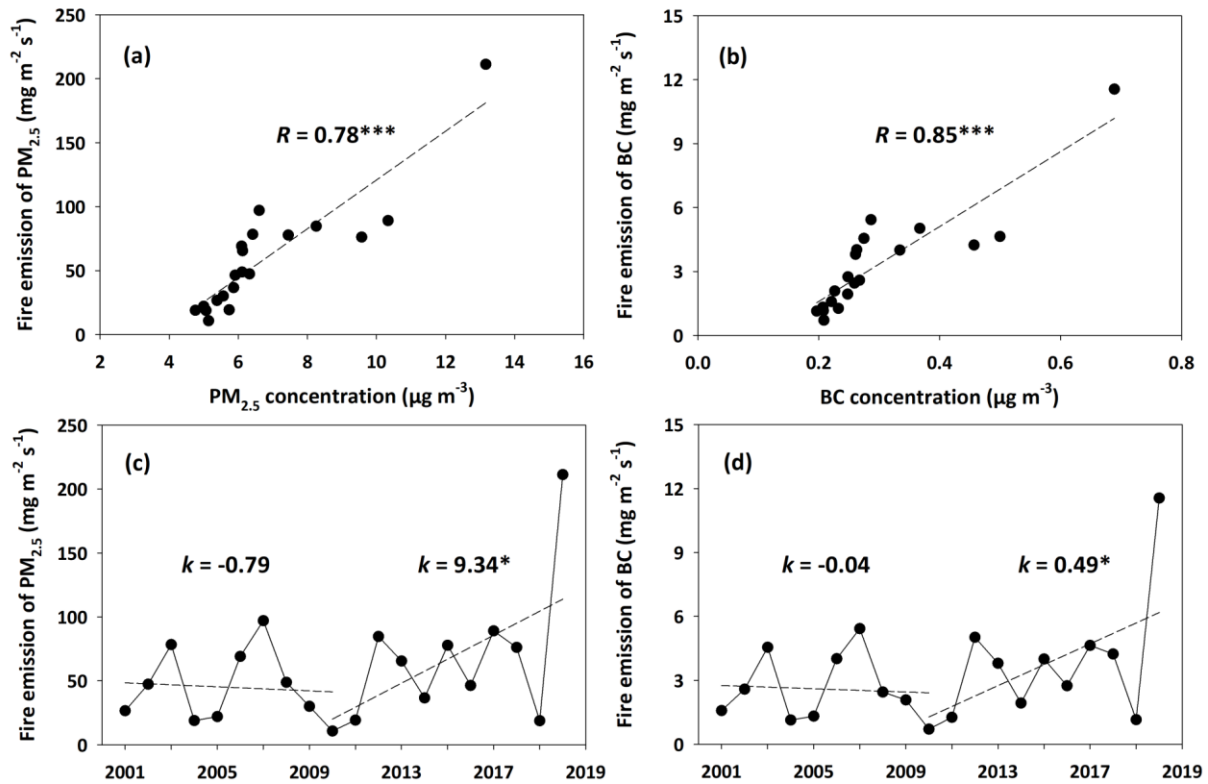 Fire emission of PM2.5 (mg m-2 s-1)
250
200
150
100
50
0
(a)
R = 0.78***
2 4 6 8 10 12 14 16
PM2.5 concentration (µg m-3)
Fire emission of BC (mg m-2 s-1)
15
12
9
6
3
0
(b)
R = 0.85***
0.0 0.2 0.4 0.6 0.8
BC concentration (µg m-3)
Fire emission of PM2.5 (mg m-2 s-1)
250
200
150
100
50
0
(c)
k = -0.79 k = 9.34*
2001 2005 2009 2013 2017 2019
Fire emission of BC (mg m-2 s-1)
15
12
9
6
3
0
(d)
k = -0.04 k = 0.49*
2001 2005 2009 2013 2017 2019